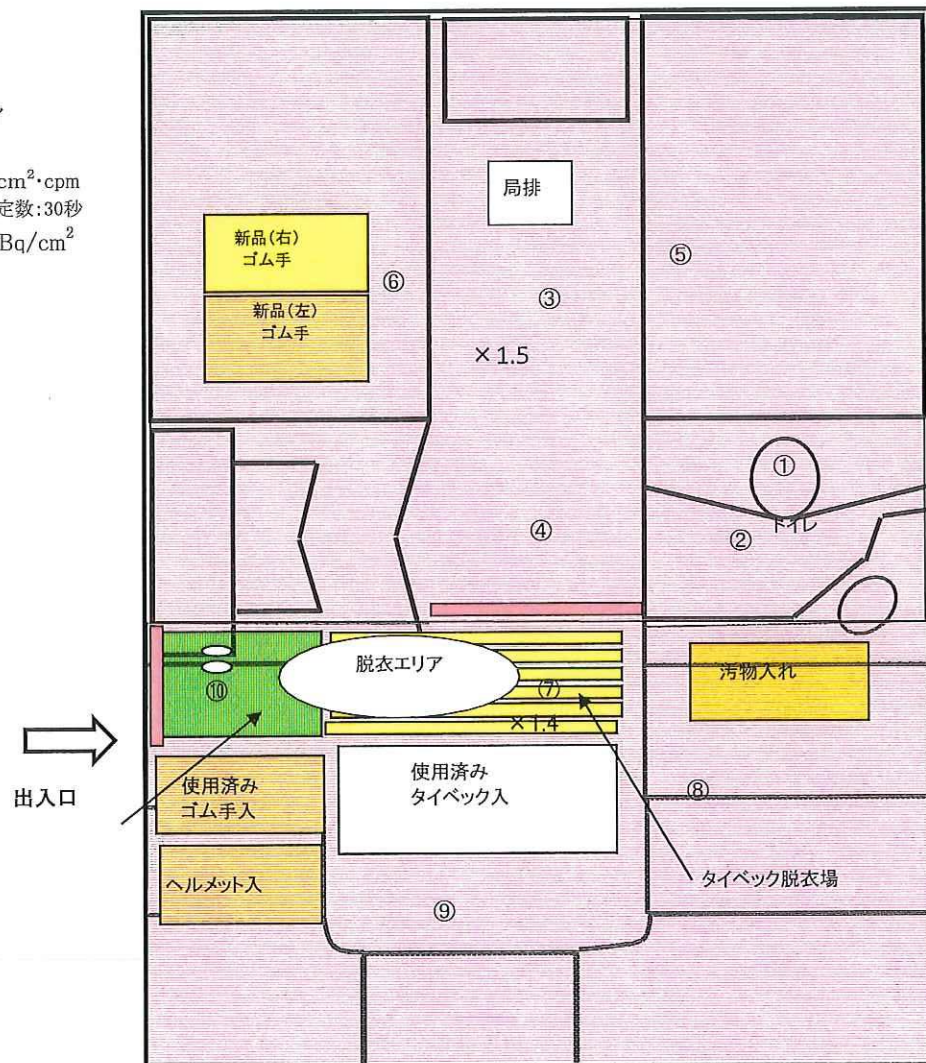 cm²·cpm
定数:30秒
Bq/cm²
局排
新品(右)
ゴム手
⑥
新品(左)
ゴム手
⑤
③
×1.5
①
④
②
トイレ
脱衣エリア
汚物入れ
⑩
⑦
×1.4
出入口
使用済み
ゴム手入
使用済み
タイベック入
⑧
ヘルメット入
タイベック脱衣場
⑨